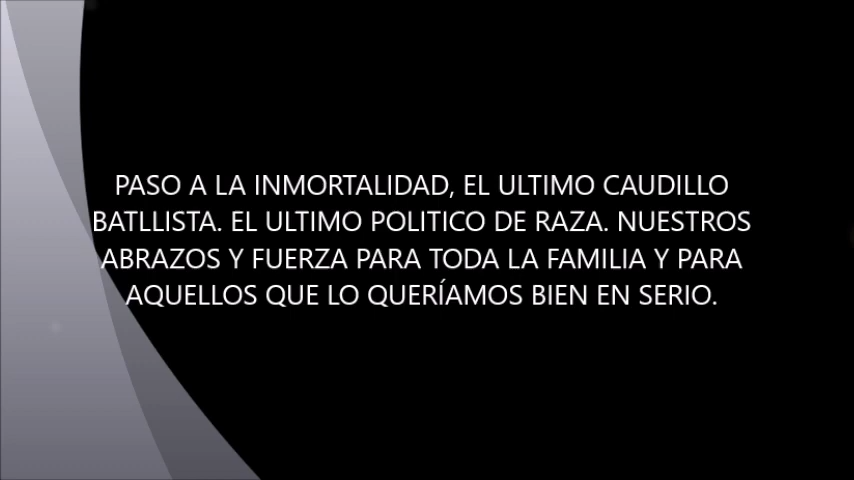 PASO A LA INMORTALIDAD, EL ULTIMO CAUDILLO
BATLLISTA. EL ULTIMO POLITICO DE RAZA. NUESTROS
ABRAZOS Y FUERZA PARA TODA LA FAMILIA Y PARA
AQUELLOS QUE LO QUERÍAMOS BIEN EN SERIO.